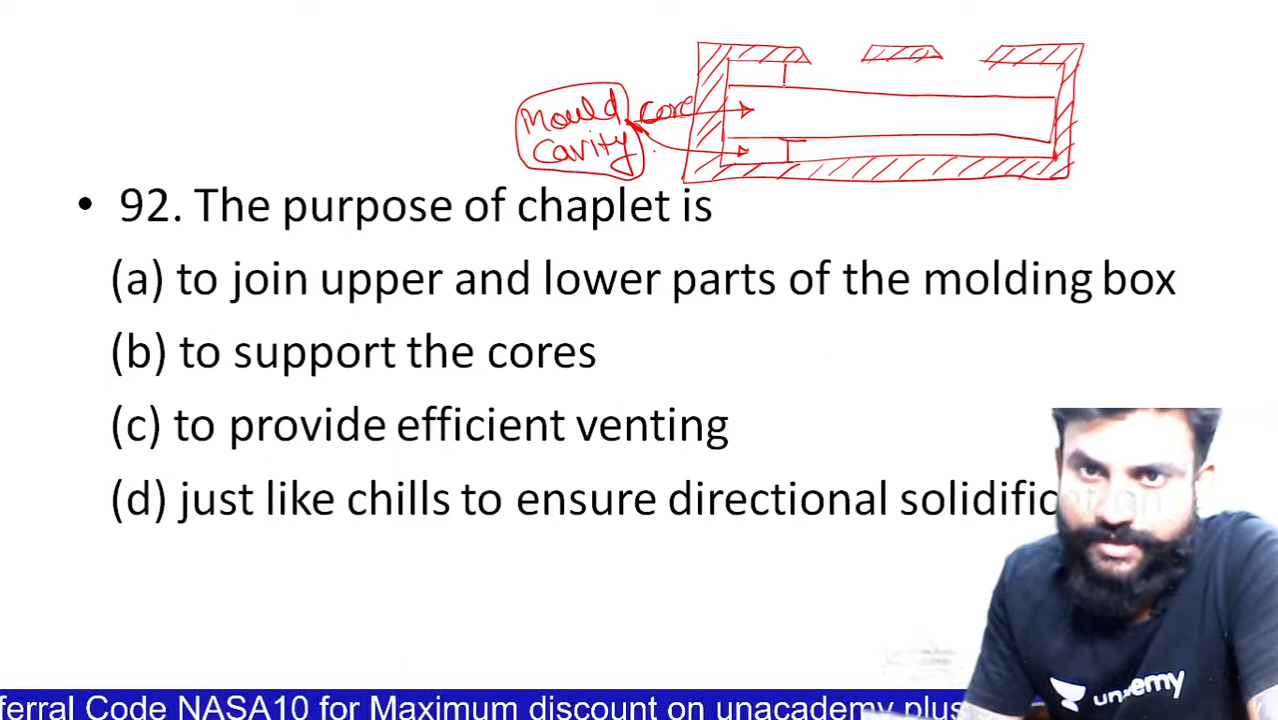 Mould core
Cavity
• 92. The purpose of chaplet is
(a) to join upper and lower parts of the molding box
(b) to support the cores
(c) to provide efficient venting
(d) just like chills to ensure directional
unacademy
ferral Code NASA10 for Maximum discount on unacademy plus